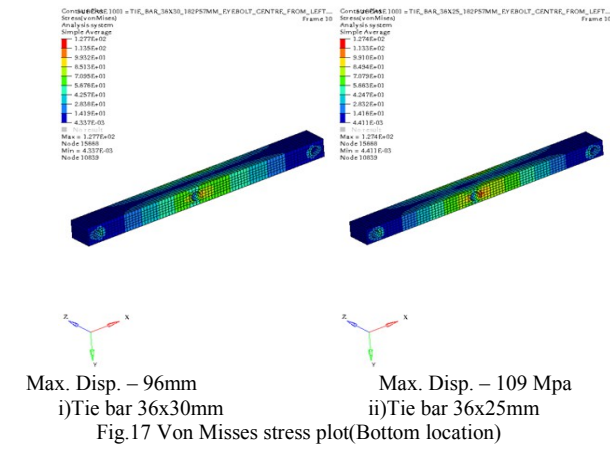 Stress(vonMises)
Frame 10
Analysis system
Simple Average
1.277E+02
1.135E+02
9.932E+01
8.513E+01
7.095E+01
5.676E+01
4.257E+01
2.838E+01
1.419E+01
4.337E-03
No result
Max = 1.277E+02
Node 15668
Min = 4.337E-03
Node 10839
Z
X
Y
Stress(vonMises)
Frame 10
Analysis system
Simple Average
1.274E+02
1.133E+02
9.910E+01
8.494E+01
7.079E+01
5.663E+01
4.247E+01
2.832E+01
1.416E+01
4.411E-03
No result
Max = 1.274E+02
Node 15668
Min = 4.411E-03
Node 10839
Z
X
Y
Max. Disp. – 96mm
Max. Disp. – 109 Mpa
i)Tie bar 36x30mm
ii)Tie bar 36x25mm
Fig.17 Von Misses stress plot(Bottom location)